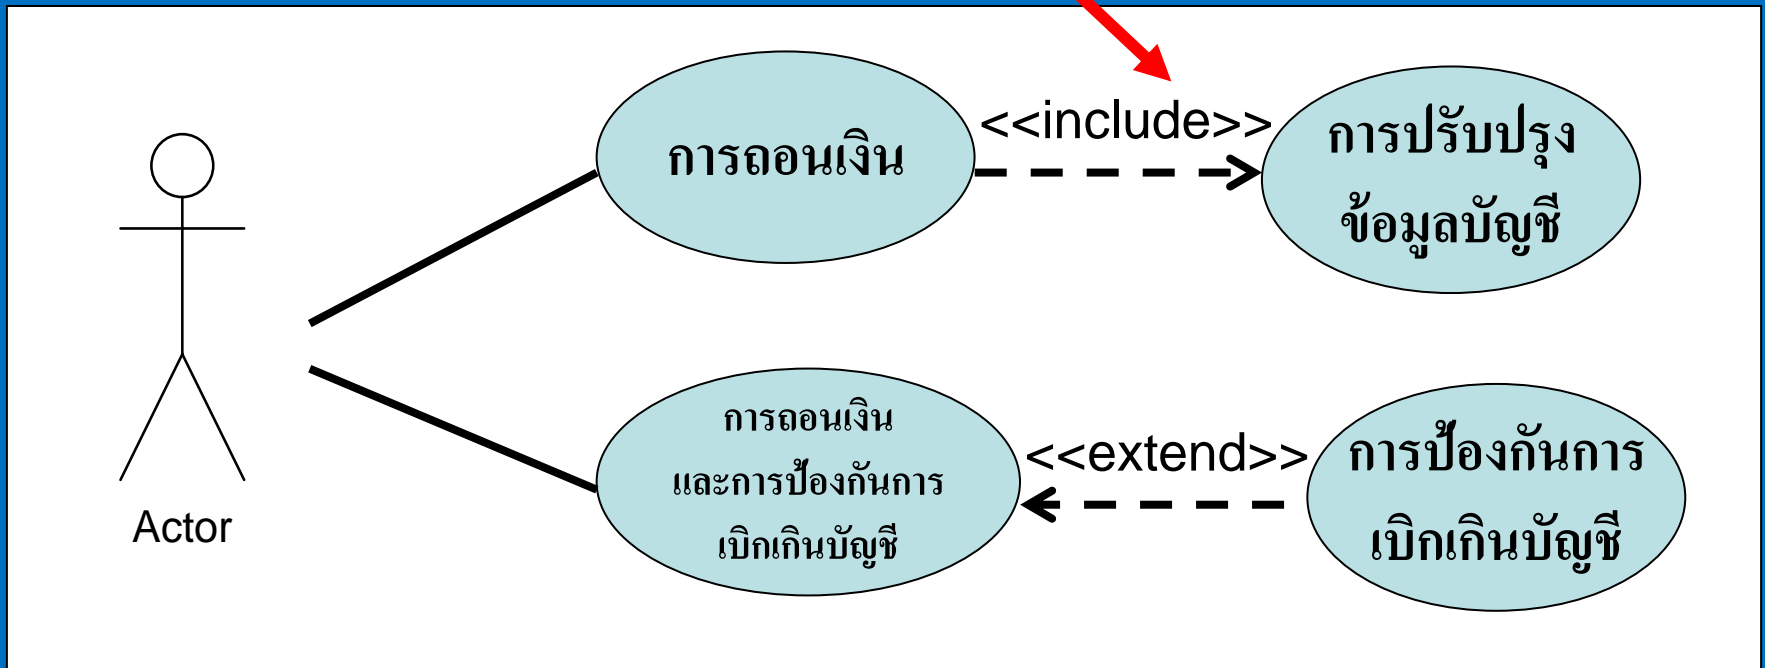 การถอนเงิน
<<include>>
การปรับปรุง
ข้อมูลบัญชี
Actor
การถอนเงิน
และการป้องกันการ
เบิกเกินบัญชี
<<extend>>
การป้องกันการ
เบิกเกินบัญชี